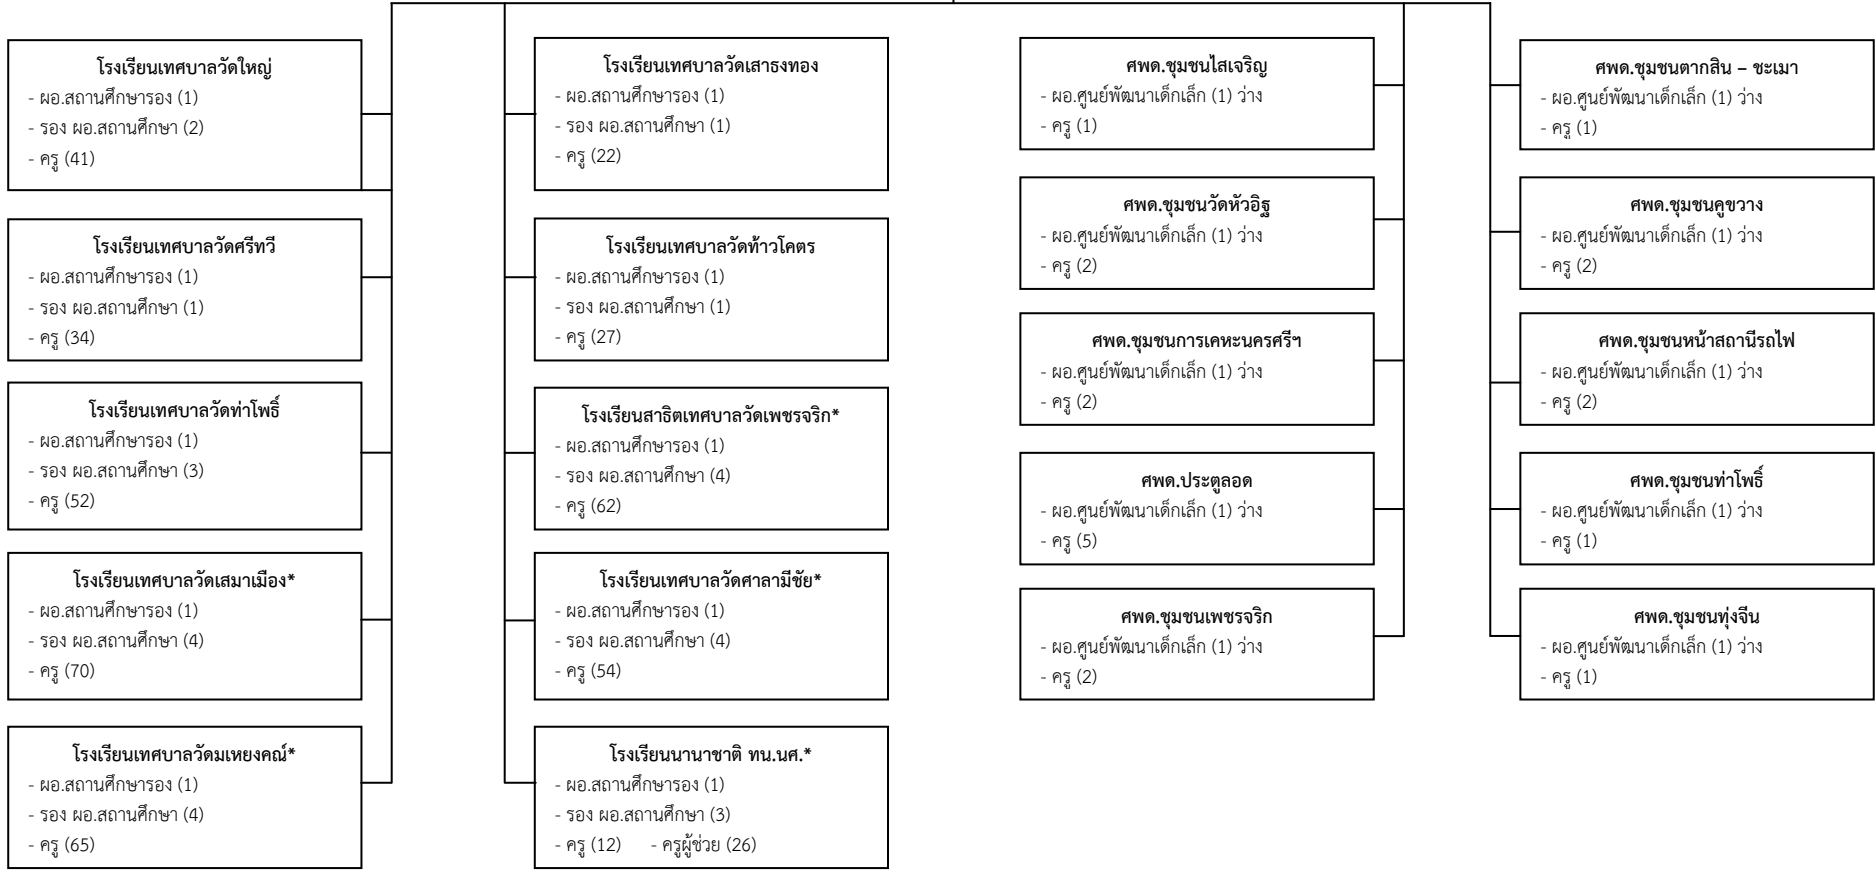 โรงเรียนเทศบาลวัดใหญ่
- ผอ.สถานศึกษารอง (1)
- รอง ผอ.สถานศึกษา (2)
- ครู (41)
โรงเรียนเทศบาลวัดศรีทวี
- ผอ.สถานศึกษารอง (1)
- รอง ผอ.สถานศึกษา (1)
- ครู (34)
โรงเรียนเทศบาลวัดท่าโพธิ์
- ผอ.สถานศึกษารอง (1)
- รอง ผอ.สถานศึกษา (3)
- ครู (52)
โรงเรียนเทศบาลวัดเสมาเมือง*
- ผอ.สถานศึกษารอง (1)
- รอง ผอ.สถานศึกษา (4)
- ครู (70)
โรงเรียนเทศบาลวัดมเหยงคณ์*
- ผอ.สถานศึกษารอง (1)
- รอง ผอ.สถานศึกษา (4)
- ครู (65)
โรงเรียนเทศบาลวัดเสาธงทอง
- ผอ.สถานศึกษารอง (1)
- รอง ผอ.สถานศึกษา (1)
- ครู (22)
โรงเรียนเทศบาลวัดท้าวโคตร
- ผอ.สถานศึกษารอง (1)
- รอง ผอ.สถานศึกษา (1)
- ครู (27)
โรงเรียนสาธิตเทศบาลวัดเพชรจริก*
- ผอ.สถานศึกษารอง (1)
- รอง ผอ.สถานศึกษา (4)
- ครู (62)
โรงเรียนเทศบาลวัดศาลามีชัย*
- ผอ.สถานศึกษารอง (1)
- รอง ผอ.สถานศึกษา (4)
- ครู (54)
โรงเรียนนานาชาติ ทน.นศ.*
- ผอ.สถานศึกษารอง (1)
- รอง ผอ.สถานศึกษา (3)
- ครู (12) - ครูผู้ช่วย (26)
ศพด.ชุมชนไสเจริญ
- ผอ.ศูนย์พัฒนาเด็กเล็ก (1) ว่าง
- ครู (1)
ศพด.ชุมชนวัดหัวอิฐ
- ผอ.ศูนย์พัฒนาเด็กเล็ก (1) ว่าง
- ครู (2)
ศพด.ชุมชนการเคหะนครศรีฯ
- ผอ.ศูนย์พัฒนาเด็กเล็ก (1) ว่าง
- ครู (2)
ศพด.ประตูลอด
- ผอ.ศูนย์พัฒนาเด็กเล็ก (1) ว่าง
- ครู (5)
ศพด.ชุมชนเพชรจริก
- ผอ.ศูนย์พัฒนาเด็กเล็ก (1) ว่าง
- ครู (2)
ศพด.ชุมชนตากสิน – ชะเมา
- ผอ.ศูนย์พัฒนาเด็กเล็ก (1) ว่าง
- ครู (1)
ศพด.ชุมชนคูขวาง
- ผอ.ศูนย์พัฒนาเด็กเล็ก (1) ว่าง
- ครู (2)
ศพด.ชุมชนหน้าสถานีรถไฟ
- ผอ.ศูนย์พัฒนาเด็กเล็ก (1) ว่าง
- ครู (2)
ศพด.ชุมชนท่าโพธิ์
- ผอ.ศูนย์พัฒนาเด็กเล็ก (1) ว่าง
- ครู (1)
ศพด.ชุมชนทุ่งจีน
- ผอ.ศูนย์พัฒนาเด็กเล็ก (1) ว่าง
- ครู (1)